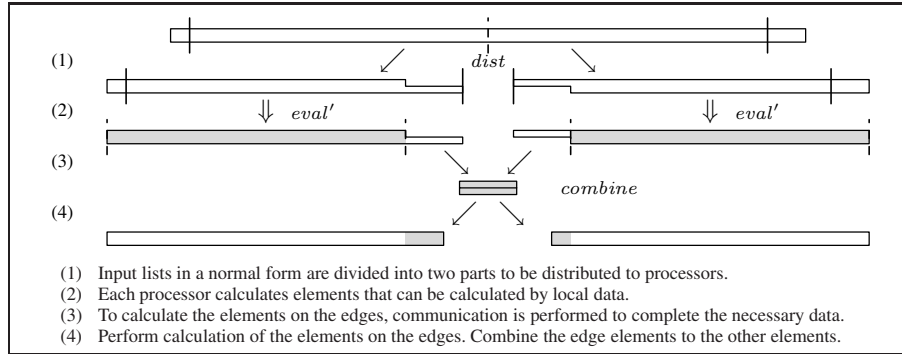 (1)
dist
(2)
eval′
eval′
(3)
combine
(4)
(1) Input lists in a normal form are divided into two parts to be distributed to processors.
(2) Each processor calculates elements that can be calculated by local data.
(3) To calculate the elements on the edges, communication is performed to complete the necessary data.
(4) Perform calculation of the elements on the edges. Combine the edge elements to the other elements.